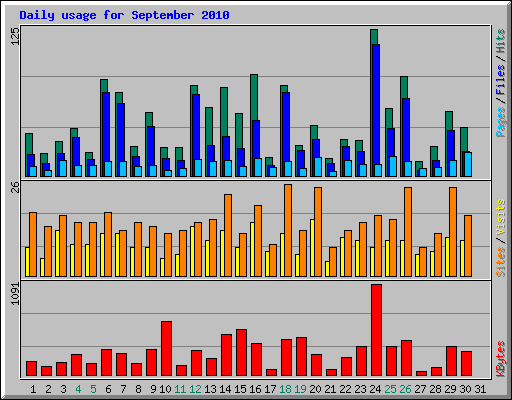 Daily usage for September 2010
125
Pages / Files / Hits
26
Sites / Visits
1091
KBytes
1 2 3 4 5 6 7 8 9 10 11 12 13 14 15 16 17 18 19 20 21 22 23 24 25 26 27 28 29 30 31